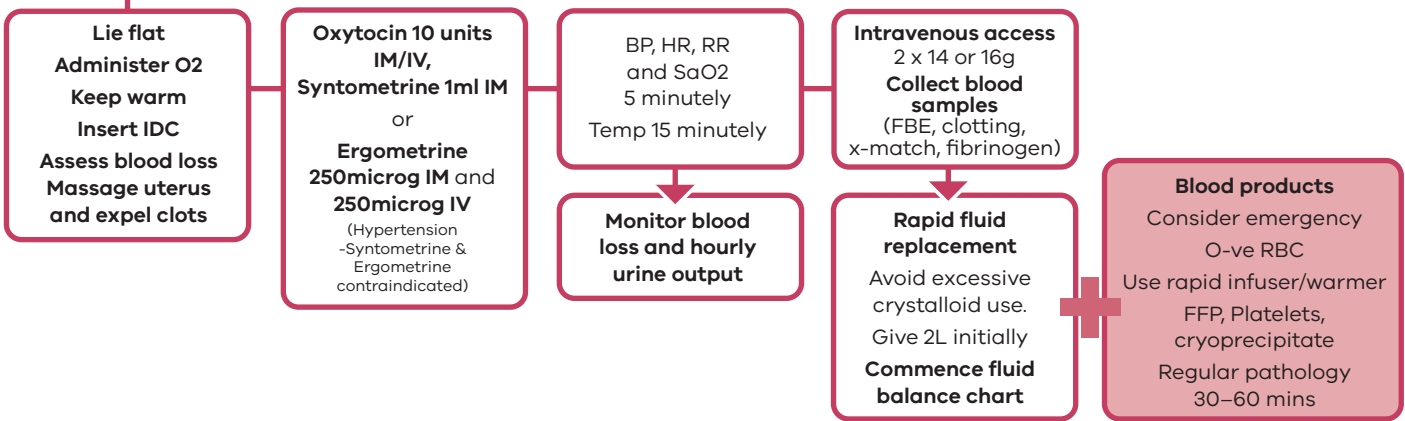 Lie flat
Administer O2
Keep warm
Insert IDC
Assess blood loss
Massage uterus
and expel clots
Oxytocin 10 units
IM/IV,
Syntometrine 1ml IM
or
Ergometrine
250microg IM and
250microg IV
(Hypertension
-Syntometrine &
Ergometrine
contraindicated)
BP, HR, RR
and SaO2
5 minutely
Temp 15 minutely
Monitor blood
loss and hourly
urine output
Intravenous access
2 x 14 or 16g
Collect blood
samples
(FBE, clotting,
x-match, fibrinogen)
Rapid fluid
replacement
Avoid excessive
crystalloid use.
Give 2L initially
Commence fluid
balance chart
Blood products
Consider emergency
O-ve RBC
Use rapid infuser/warmer
FFP, Platelets,
cryoprecipitate
Regular pathology
30–60 mins